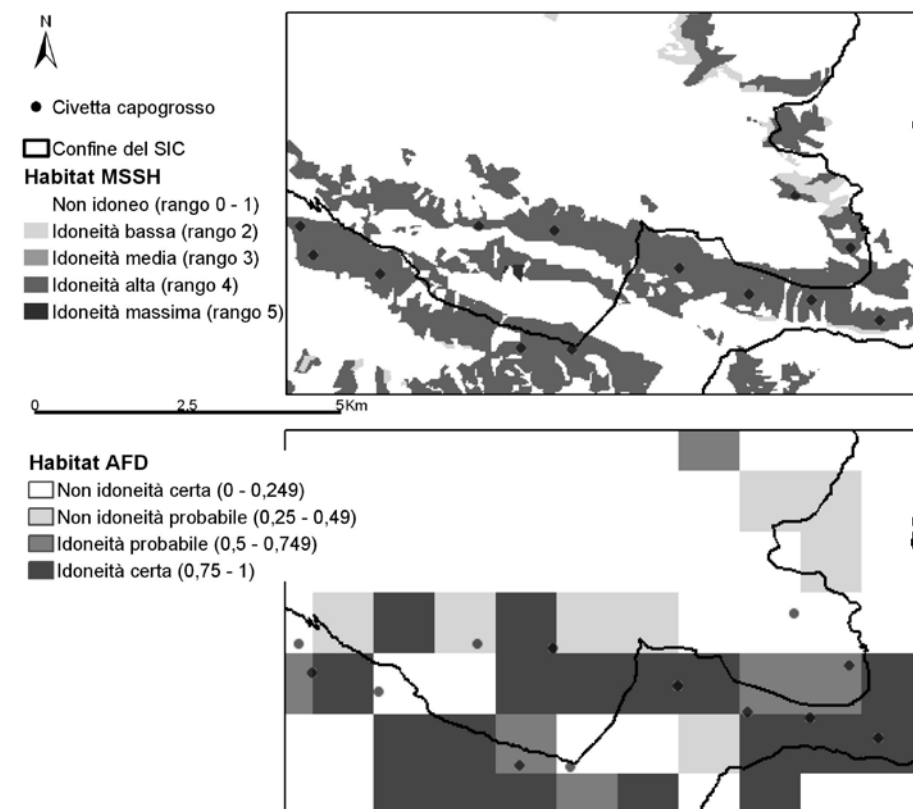 N
Civetta capogrosso
Confine del SIC
Habitat MSSH
Non idoneo (rango 0 - 1)
Idoneità bassa (rango 2)
Idoneità media (rango 3)
Idoneità alta (rango 4)
Idoneità massima (rango 5)
0 2,5 5Km
Habitat AFD
Non idoneità certa (0 - 0,249)
Non idoneità probabile (0,25 - 0,49)
Idoneità probabile (0,5 - 0,749)
Idoneità certa (0,75 - 1)